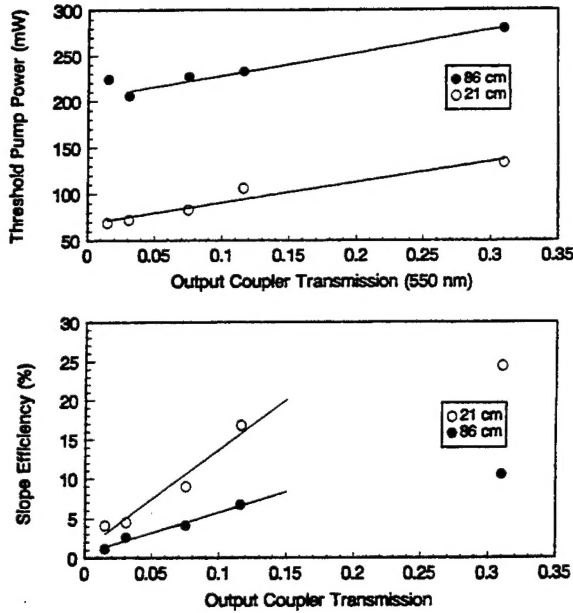 Threshold Pump Power (mW)
300
250
200
150
100
50
86 cm
21 cm
0 0.05 0.1 0.15 0.2 0.25 0.3 0.35
Output Coupler Transmission (550 nm)
Slope Efficiency (%)
30
25
20
15
10
5
0
21 cm
86 cm
0 0.05 0.1 0.15 0.2 0.25 0.3 0.35
Output Coupler Transmission